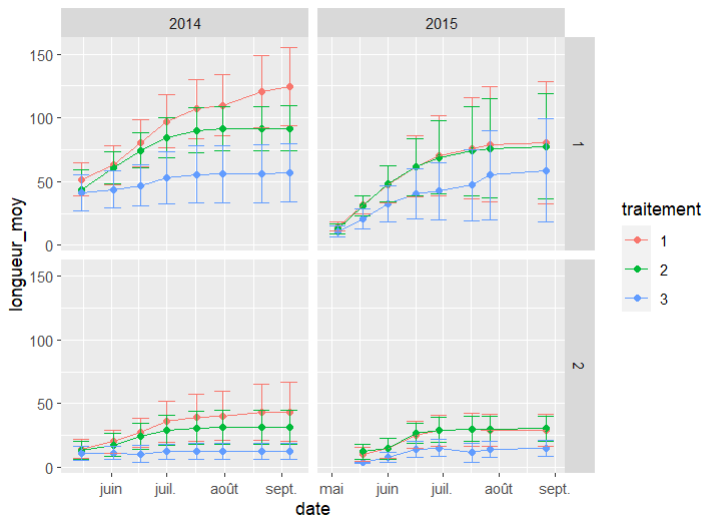 2014
2015
150
100
50
0
1
150
100
50
0
2
juin
juil.
août
sept.
mai
juin
juil.
août
sept.
date
longueur_moy
traitement
1
2
3